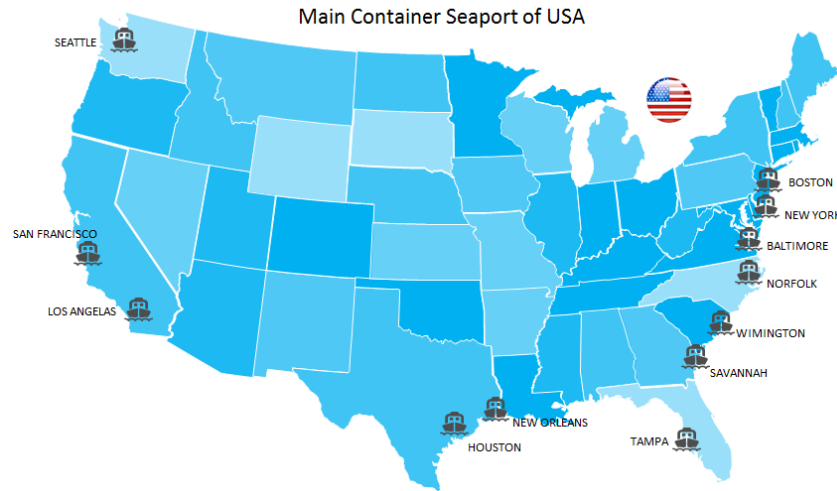 Main Container Seaport of USA
SEATTLE
BOSTON
NEW YORK
SAN FRANCISCO
BALTIMORE
NORFOLK
LOS ANGELAS
WIMINGTON
SAVANNAH
NEW ORLEANS
TAMPA
HOUSTON